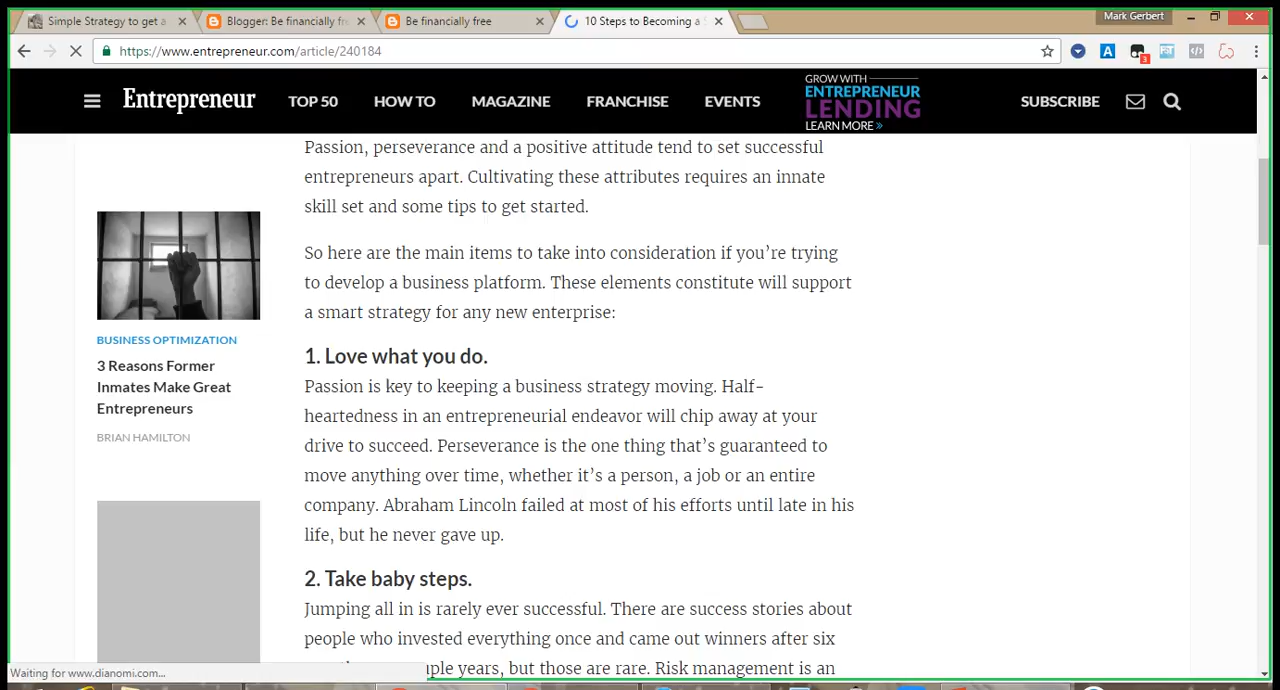 Mark Gerbert
Simple Strategy to get a
Blogger: Be financially fre
Be financially free
10 Steps to Becoming a S
https://www.entrepreneur.com/article/240184
A
3
Entrepreneur
TOP 50
HOW TO
MAGAZINE
FRANCHISE
EVENTS
GROW WITH
ENTREPRENEUR
LENDING
LEARN MORE »
SUBSCRIBE
Passion, perseverance and a positive attitude tend to set successful
entrepreneurs apart. Cultivating these attributes requires an innate
skill set and some tips to get started.
So here are the main items to take into consideration if you’re trying
to develop a business platform. These elements constitute will support
a smart strategy for any new enterprise:
BUSINESS OPTIMIZATION
3 Reasons Former
Inmates Make Great
Entrepreneurs
BRIAN HAMILTON
1. Love what you do.
Passion is key to keeping a business strategy moving. Half-
heartedness in an entrepreneurial endeavor will chip away at your
drive to succeed. Perseverance is the one thing that’s guaranteed to
move anything over time, whether it’s a person, a job or an entire
company. Abraham Lincoln failed at most of his efforts until late in his
life, but he never gave up.
2. Take baby steps.
Jumping all in is rarely ever successful. There are success stories about
people who invested everything once and came out winners after six
years, but those are rare. Risk management is an
Waiting for www.dianomi.com...